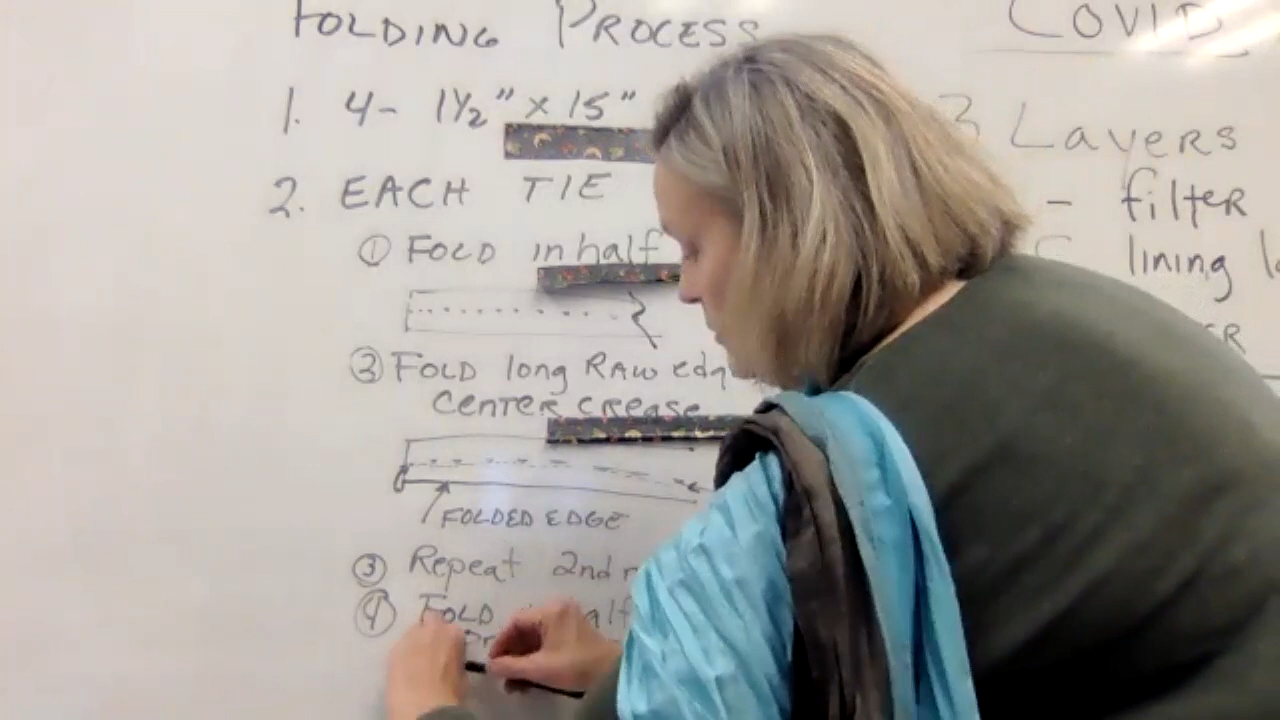 FOLDING PROCESS
1. 4- 1½" x 15"
2. EACH TIE
① FOLD in half
② FOLD long RAW edg
CENTER CREASE
FOLDED EDGE
③ Repeat 2nd
④ FOLD
COVID
3 Layers
- filter
lining